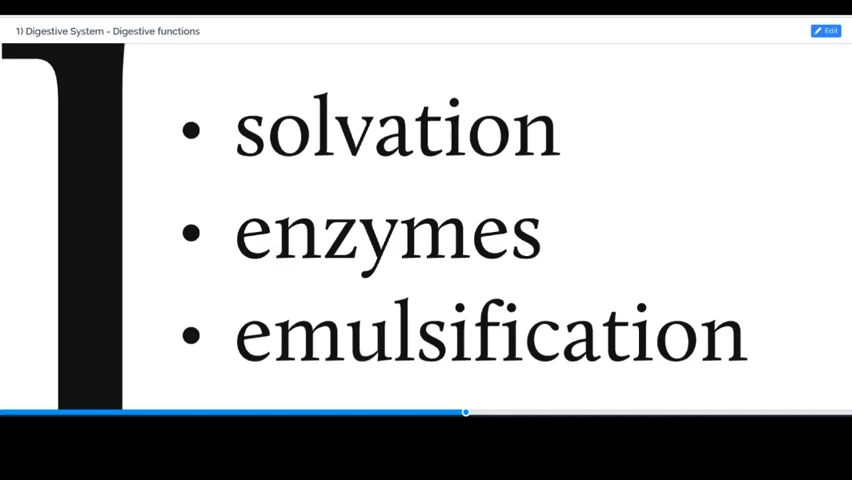 1) Digestive System - Digestive functions
Edit
• solvation
• enzymes
• emulsification